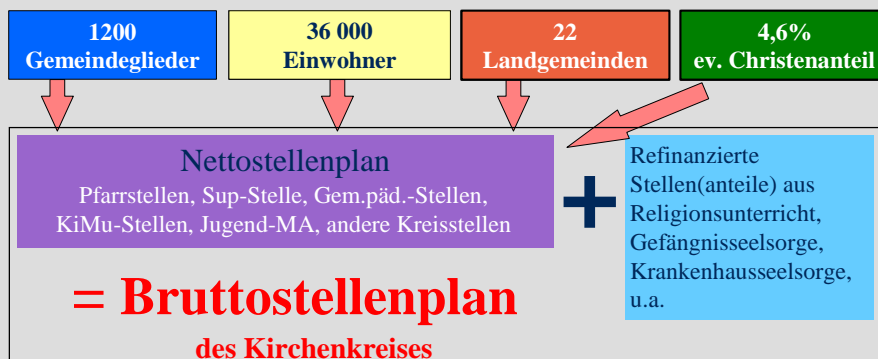 1200
Gemeindeglieder
36 000
Einwohner
22
Landgemeinden
4,6%
ev. Christenanteil
Nettostellenplan
Pfarrstellen, Sup-Stelle, Gem.päd.-Stellen,
KiMu-Stellen, Jugend-MA, andere Kreisstellen
+
Refinanzierte
Stellen(anteile) aus
Religionsunterricht,
Gefängnisseelsorge,
Krankenhausseelsorge,
u.a.
= Bruttostellenplan
des Kirchenkreises